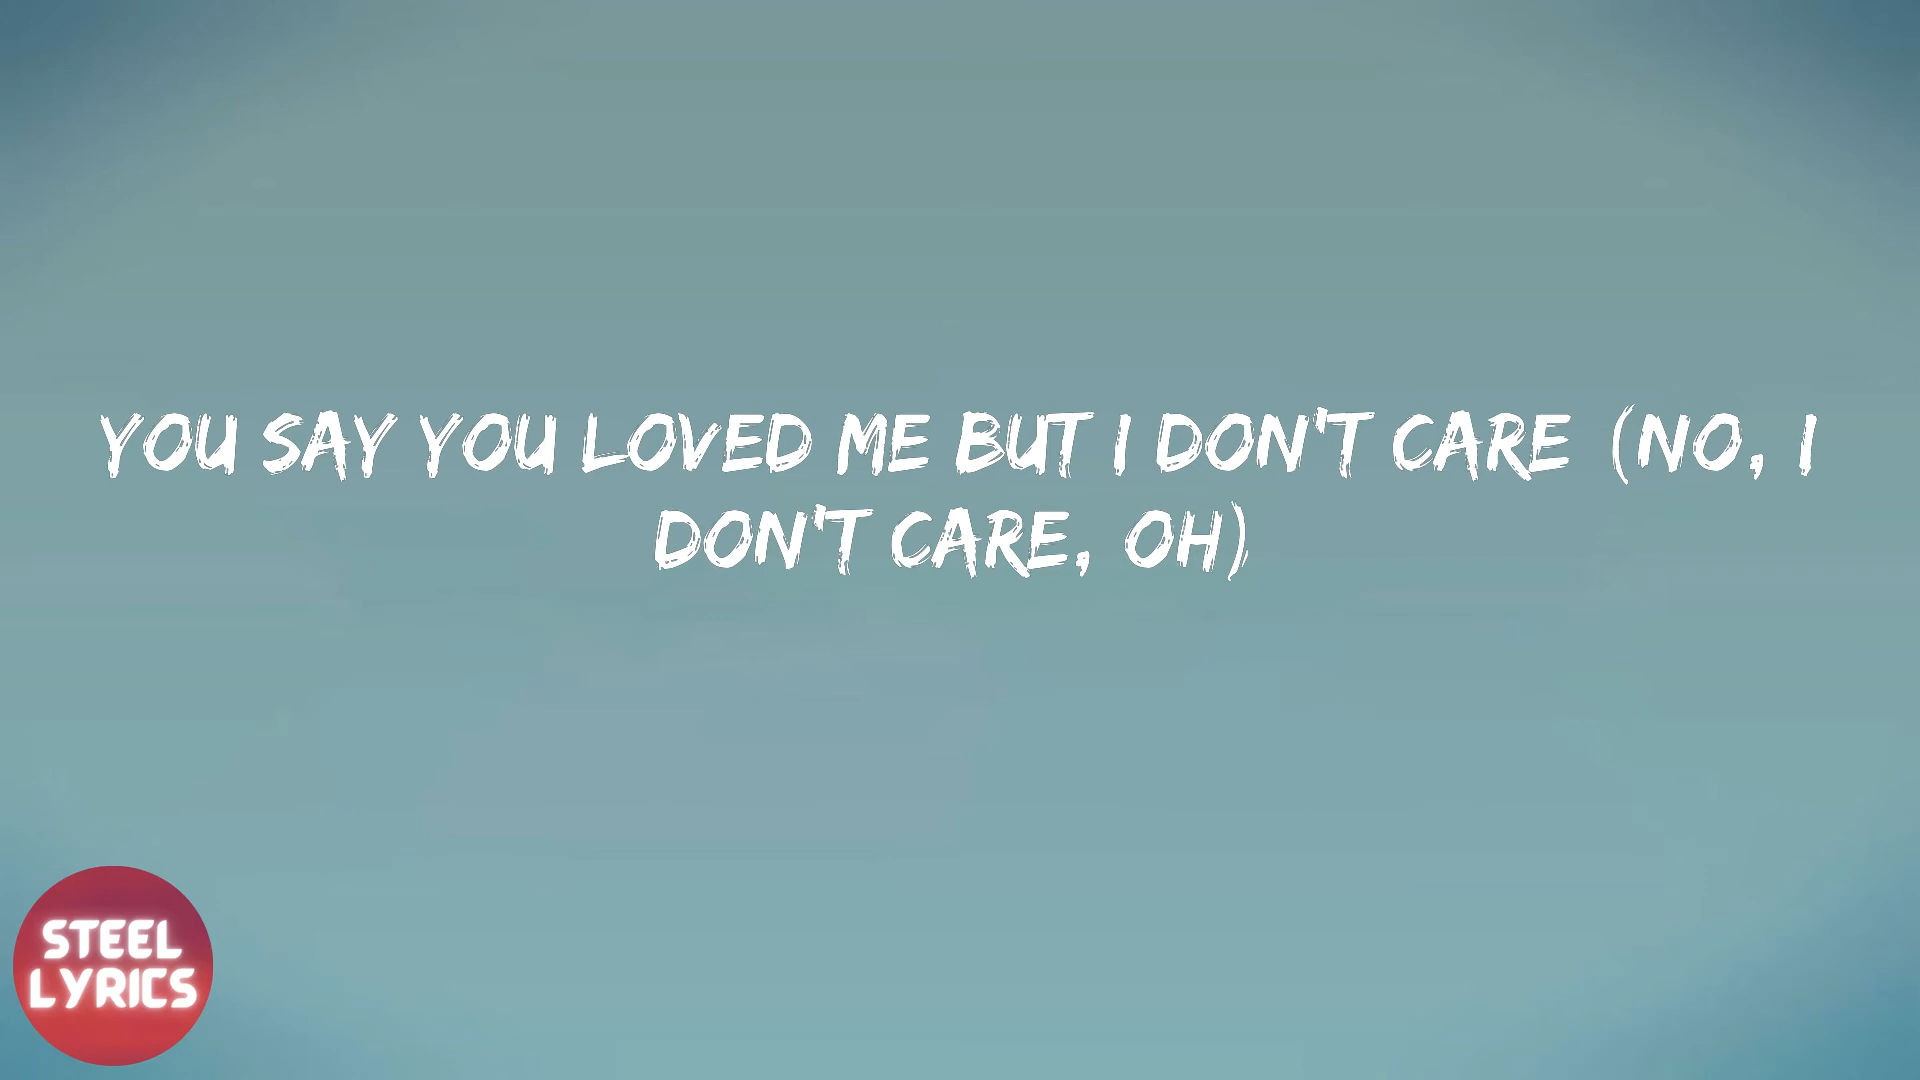 YOU SAY YOU LOVED ME BUT I DON'T CARE (NO, I
DON'T CARE, OH)
STEEL
LYRICS